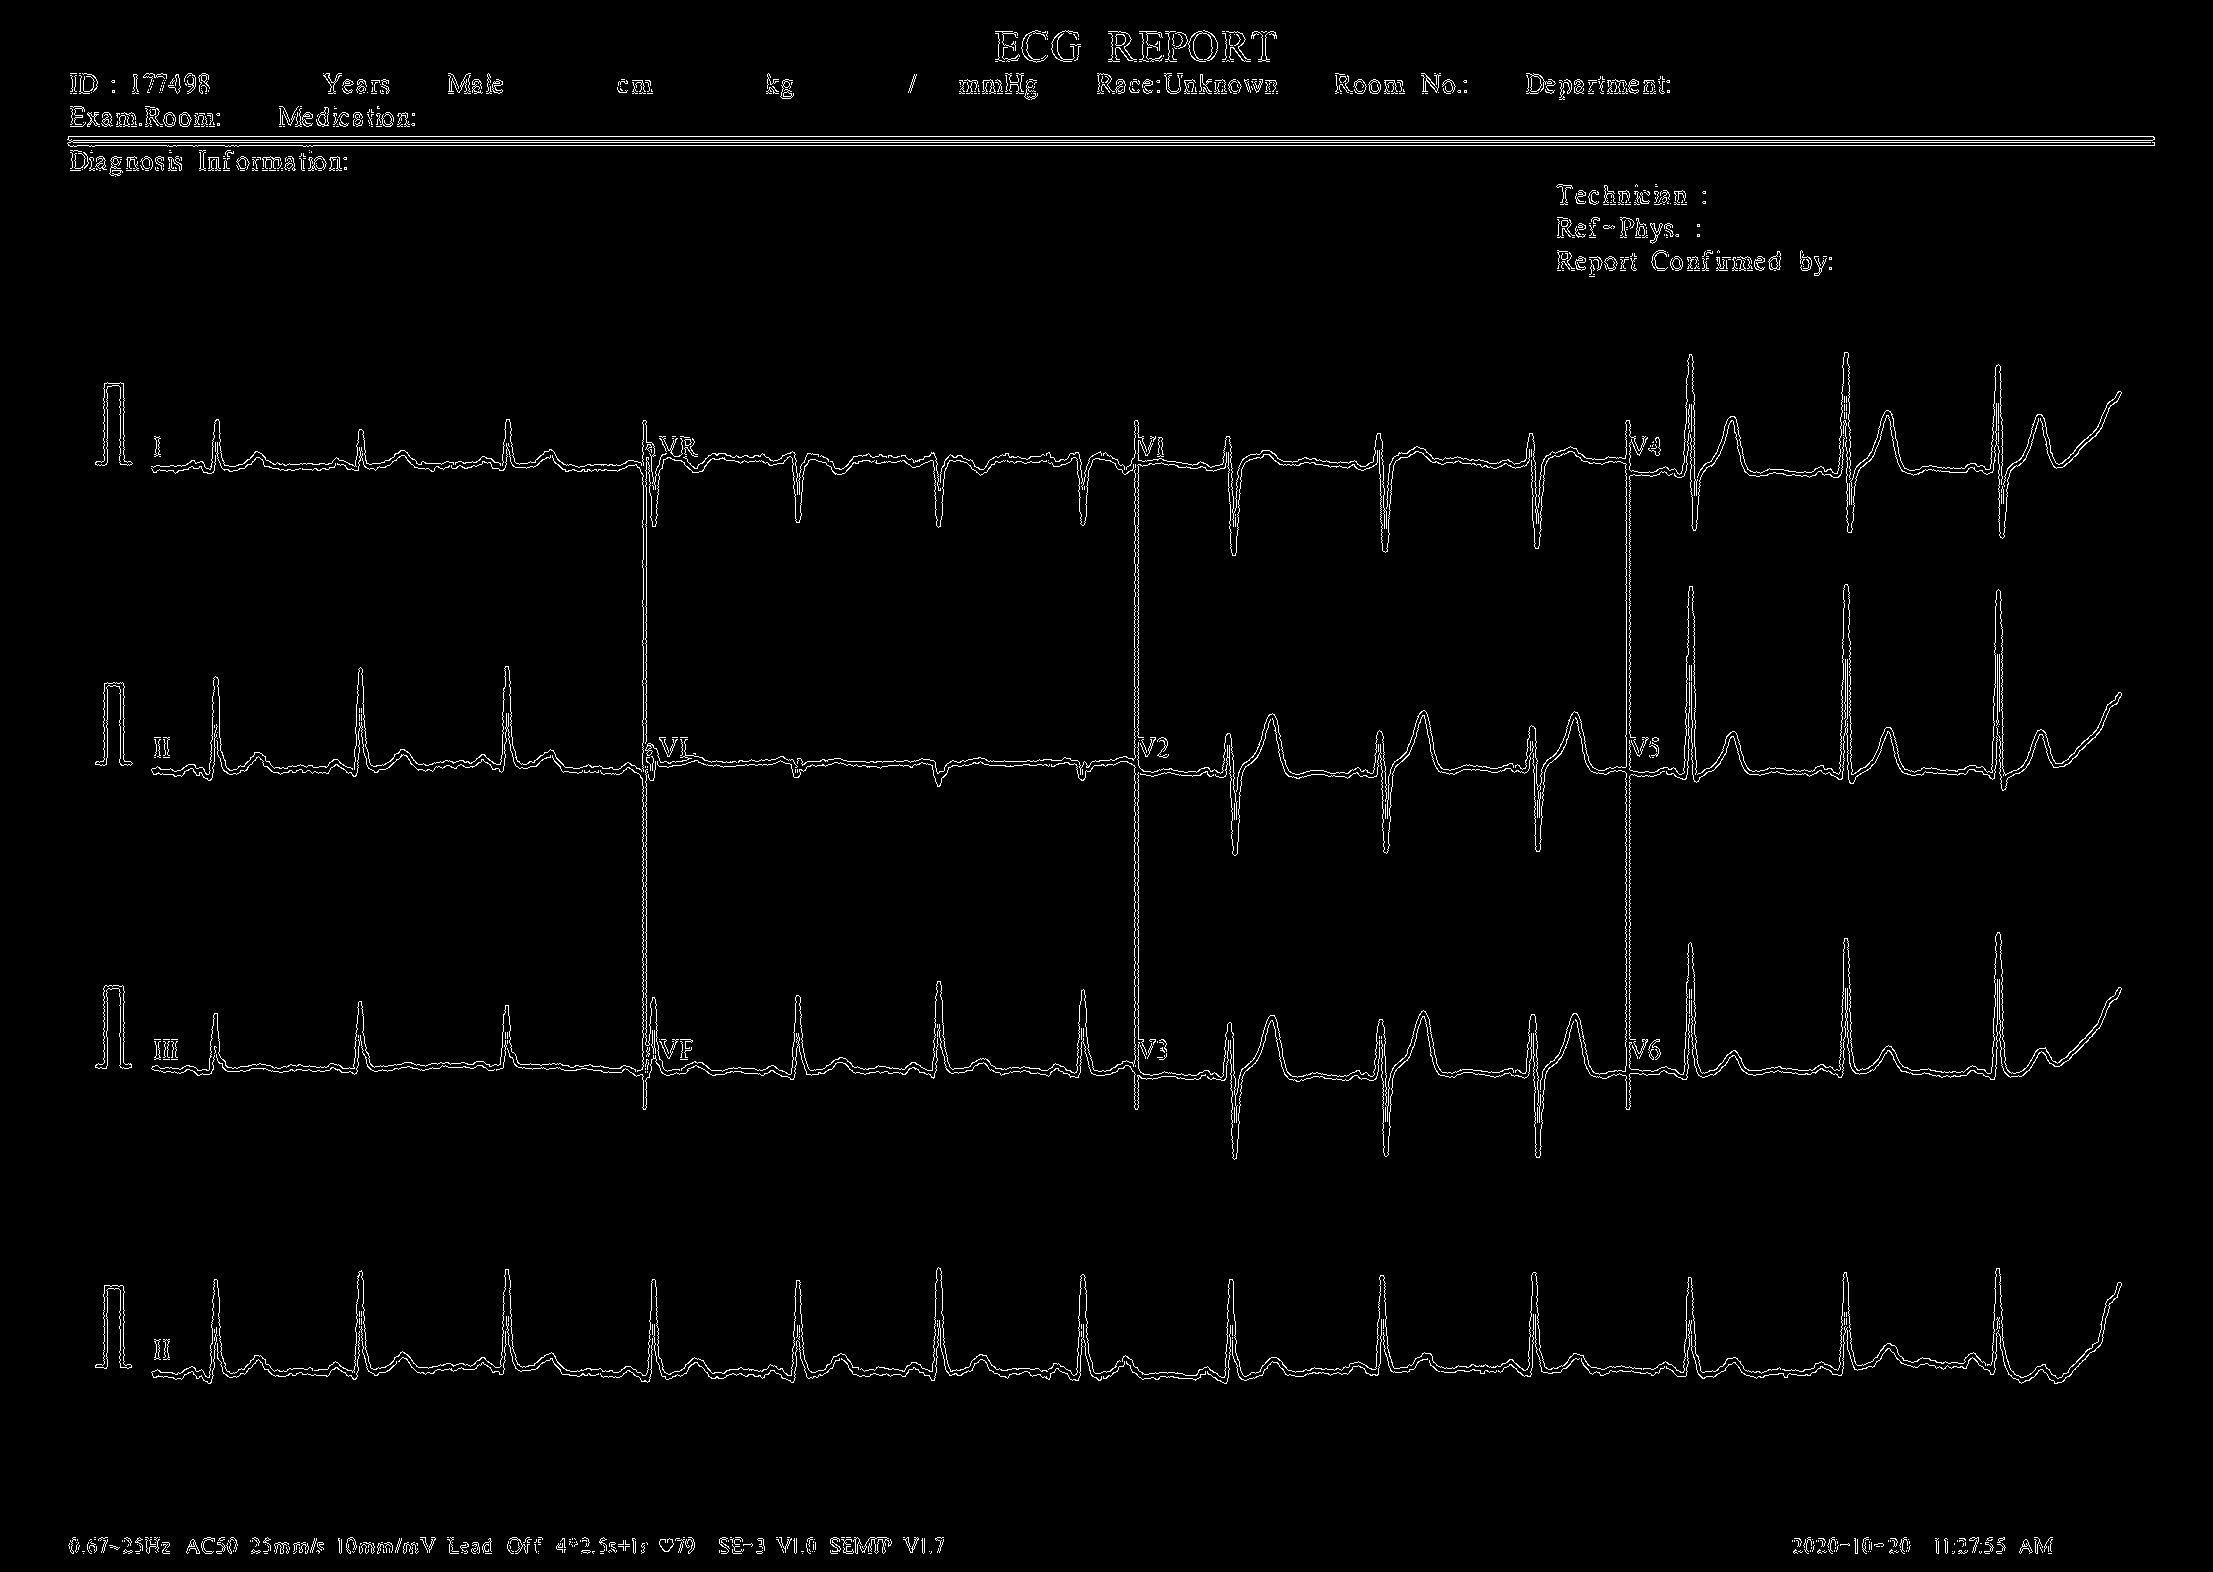 ECG REPORT
ID : 177498 Years Male cm kg / mmHg Race:Unknown Room No.: Department:
Exam.Room: Medication:
Diagnosis Information:
Technician :
Ref-Phys. :
Report Confirmed by:
I aVR V1 V4
II aVL V2 V5
III aVF V3 V6
II
0.67~25Hz AC50 25mm/s 10mm/mV Lead Off 4*2.5s+1r ♡79 SE-3 V1.0 SEMIP V1.7 2020-10-20 11:27:55 AM